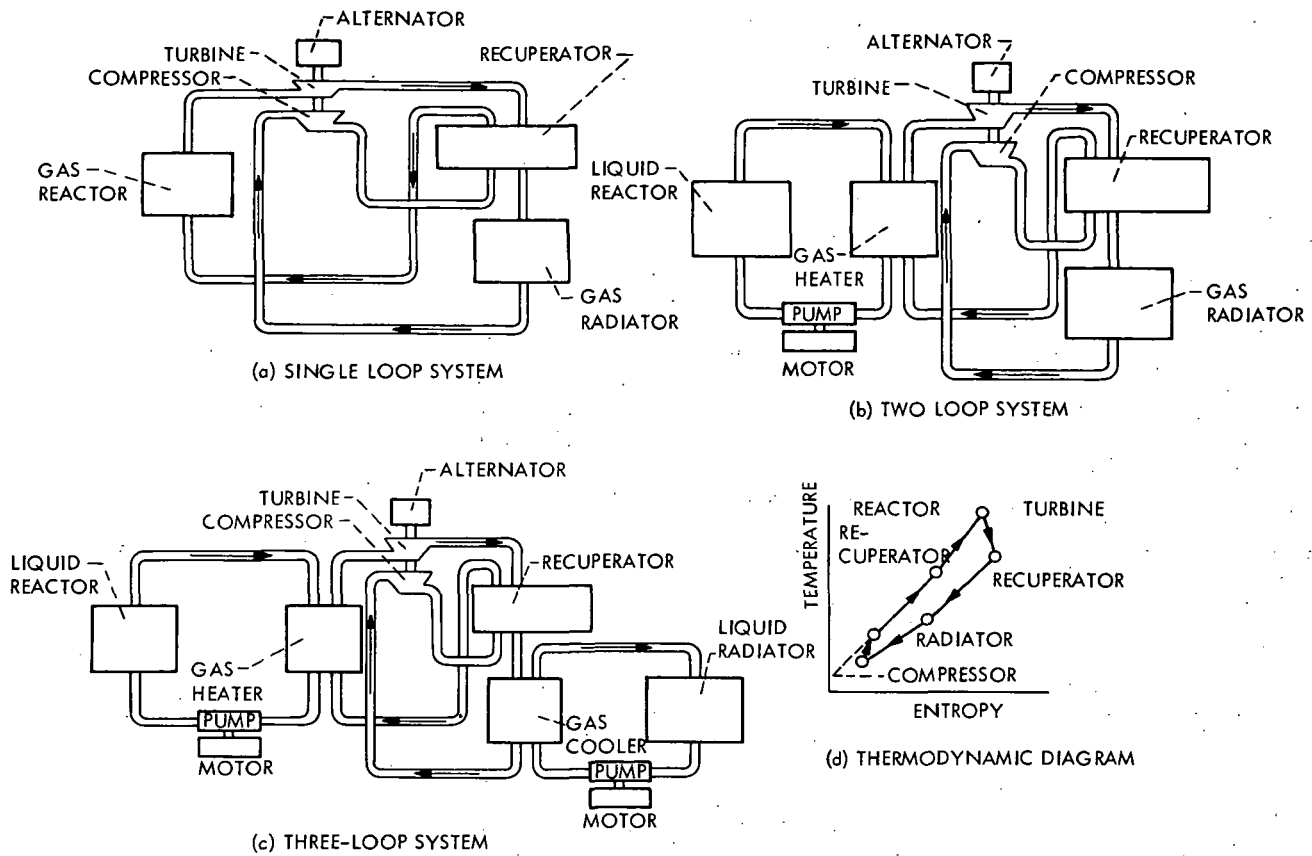 ALTERNATOR
TURBINE
COMPRESSOR
RECUPERATOR
GAS
REACTOR
GAS
RADIATOR
(a) SINGLE LOOP SYSTEM
ALTERNATOR
TURBINE
COMPRESSOR
RECUPERATOR
LIQUID
REACTOR
GAS
HEATER
PUMP
MOTOR
GAS
RADIATOR
(b) TWO LOOP SYSTEM
ALTERNATOR
TURBINE
COMPRESSOR
RECUPERATOR
LIQUID
REACTOR
GAS
HEATER
PUMP
MOTOR
GAS
COOLER
LIQUID
RADIATOR
PUMP
MOTOR
(c) THREE-LOOP SYSTEM
TEMPERATURE
REACTOR
RE-
CUPERATOR
TURBINE
RECUPERATOR
RADIATOR
COMPRESSOR
ENTROPY
(d) THERMODYNAMIC DIAGRAM